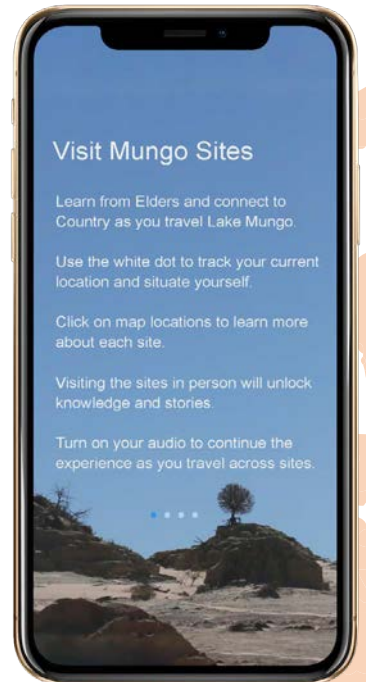 Visit Mungo Sites
Learn from Elders and connect to
Country as you travel Lake Mungo.
Use the white dot to track your current
location and situate yourself.
Click on map locations to learn more
about each site.
Visiting the sites in person will unlock
knowledge and stories.
Turn on your audio to continue the
experience as you travel across sites.